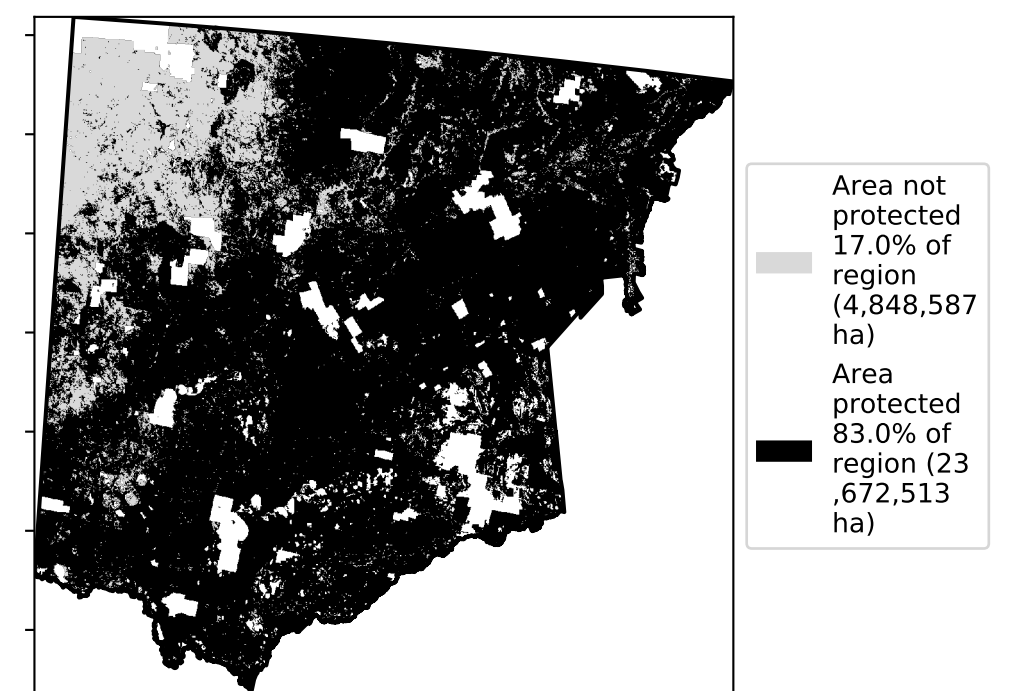 Area not
protected
17.0% of
region
(4,848,587
ha)
Area
protected
83.0% of
region (23
,672,513
ha)